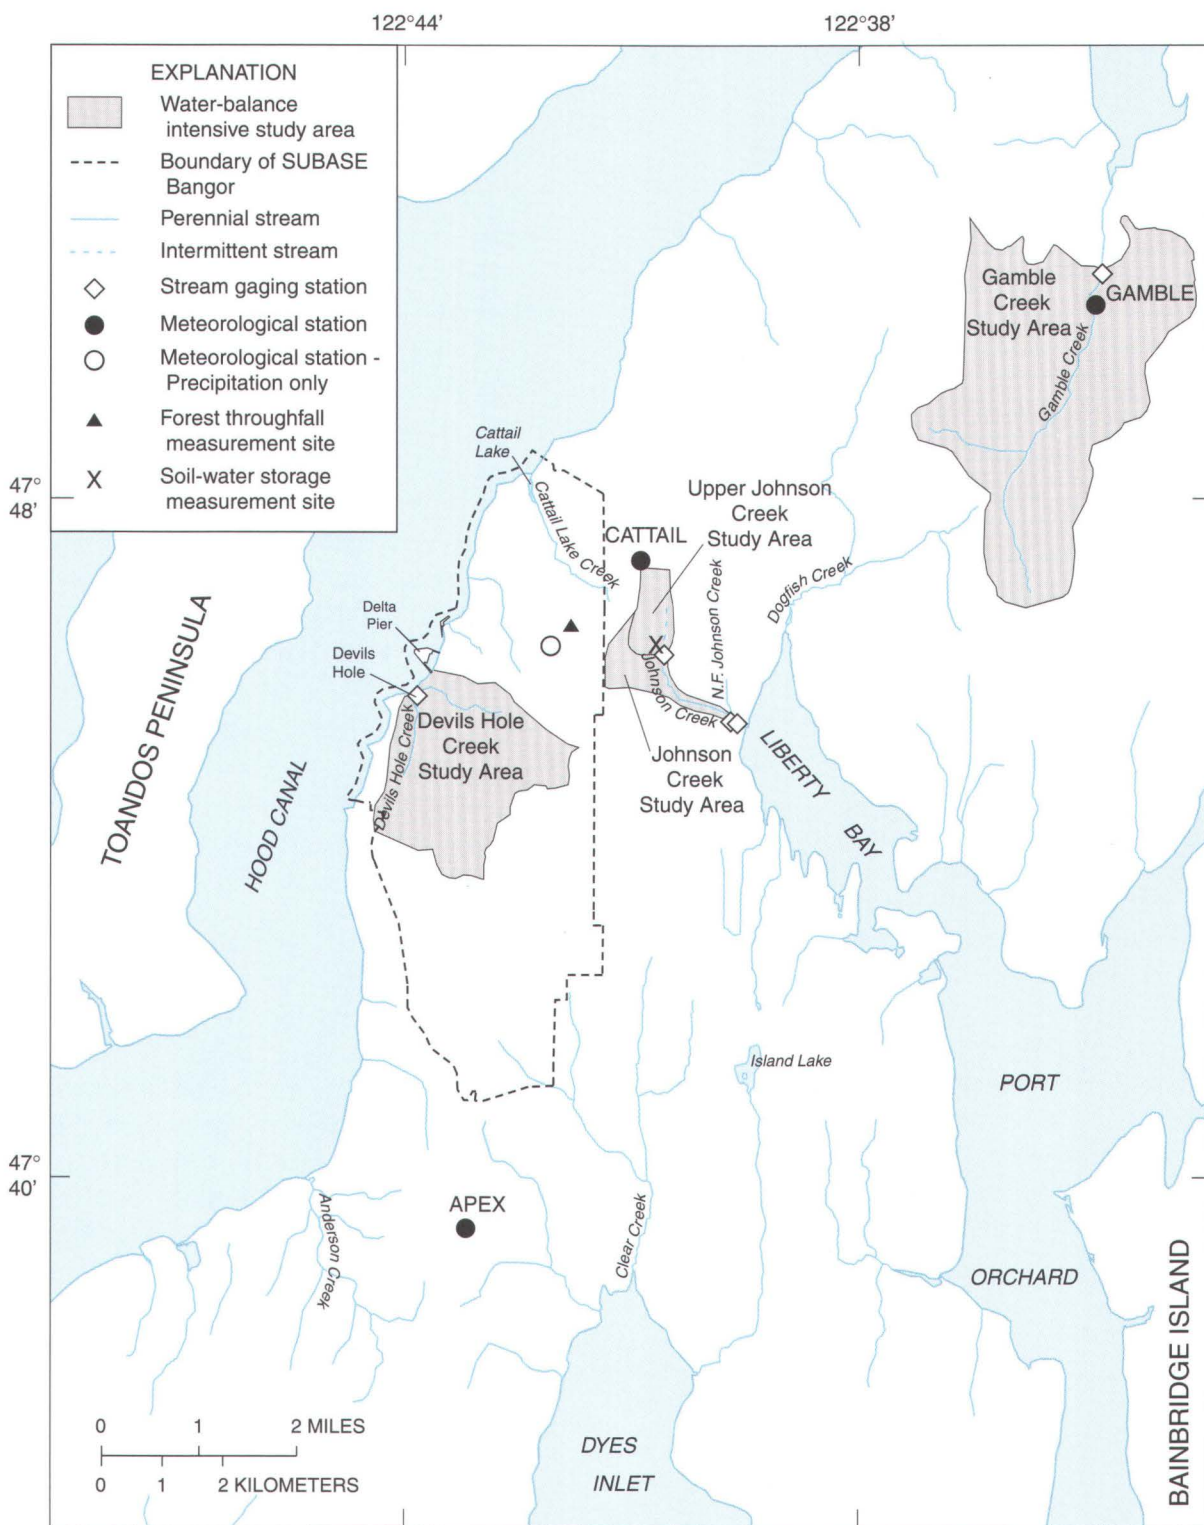 122°44'
122°38'
EXPLANATION
Water-balance
intensive study area
Boundary of SUBASE
Bangor
Perennial stream
Intermittent stream
Stream gaging station
Meteorological station
Meteorological station -
Precipitation only
Forest throughfall
measurement site
X
Soil-water storage
measurement site
Gamble
Creek
Study Area
GAMBLE
Gamble Creek
47°
48'
Cattail
Lake
Cattail Lake Creek
Upper Johnson
Creek
Study Area
CATTAIL
N.F. Johnson Creek
Dogfish Creek
Delta
Pier
Devils
Hole
X
Johnson Creek
Devils Hole Creek
Devils Hole
Creek
Study Area
Johnson
Creek
Study Area
LIBERTY
BAY
TOANDOS PENINSULA
HOOD CANAL
Island Lake
PORT
47°
40'
APEX
Anderson Creek
Clear Creek
ORCHARD
BAINBRIDGE ISLAND
0 1 2 MILES
0 1 2 KILOMETERS
DYES
INLET